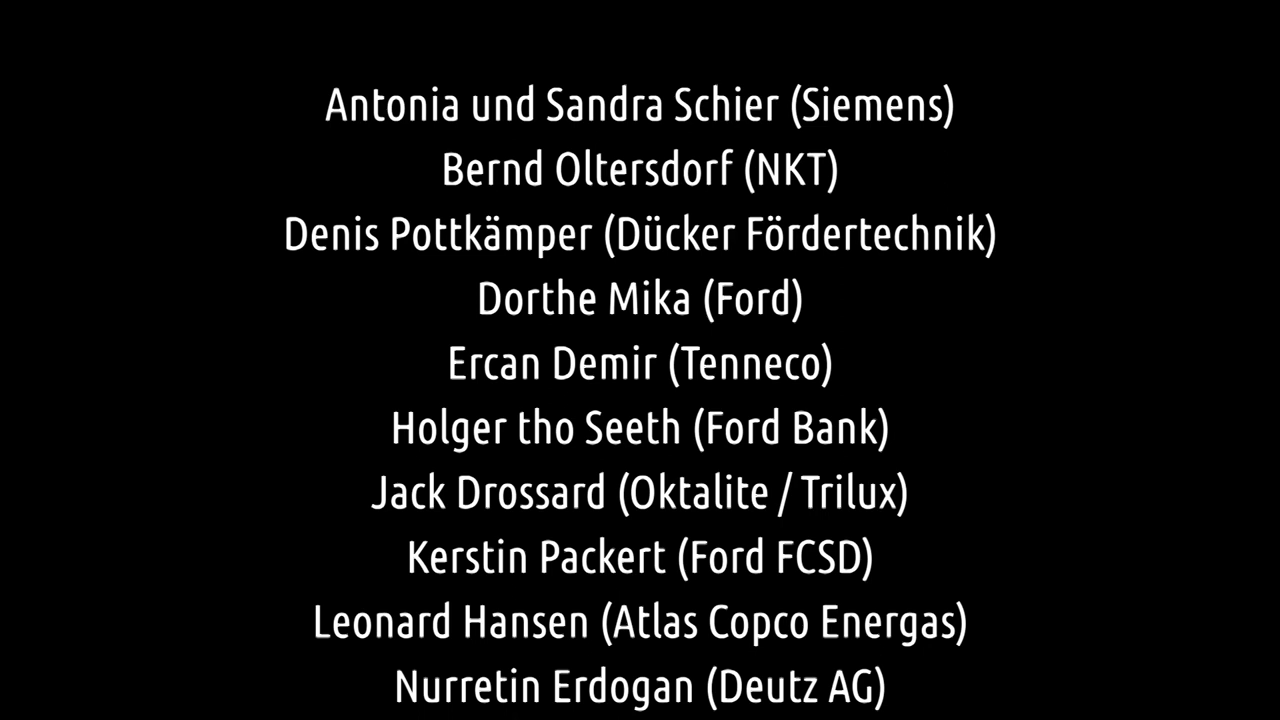 Antonia und Sandra Schier (Siemens)
Bernd Oltersdorf (NKT)
Denis Pottkämper (Dücker Fördertechnik)
Dorthe Mika (Ford)
Ercan Demir (Tenneco)
Holger tho Seeth (Ford Bank)
Jack Drossard (Oktalite / Trilux)
Kerstin Packert (Ford FCSD)
Leonard Hansen (Atlas Copco Energas)
Nurretin Erdogan (Deutz AG)